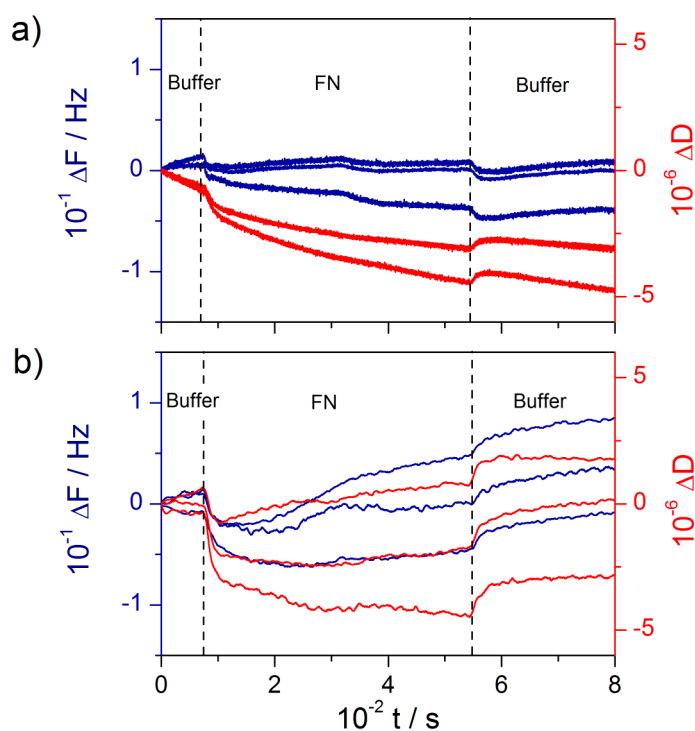 a)
Buffer FN Buffer
10⁻¹ ΔF / Hz
1
0
-1
10⁻⁶ ΔD
5
0
-5
b)
Buffer FN Buffer
10⁻¹ ΔF / Hz
1
0
-1
10⁻⁶ ΔD
5
0
-5
0 2 4 6 8
10⁻² t / s